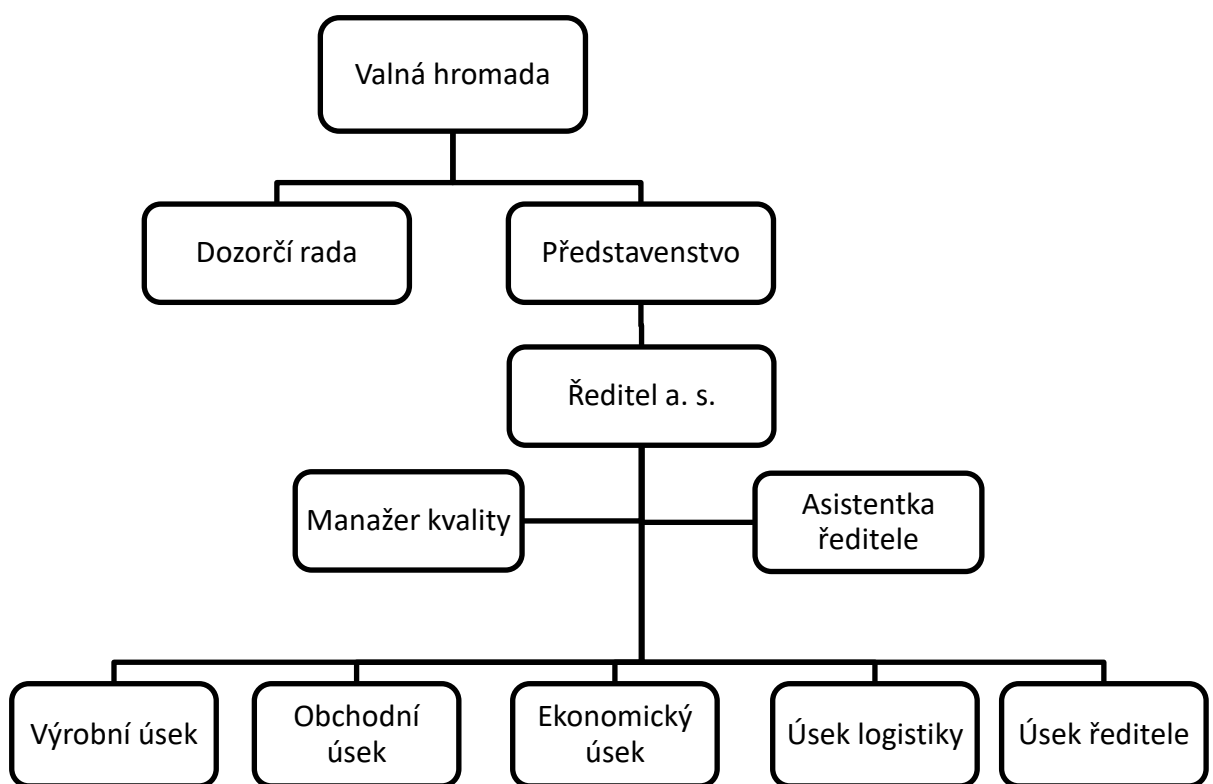 Valná hromada
Dozorčí rada
Představenstvo
Ředitel a. s.
Manažer kvality
Asistentka
ředitele
Výrobní úsek
Obchodní
úsek
Ekonomický
úsek
Úsek logistiky
Úsek ředitele